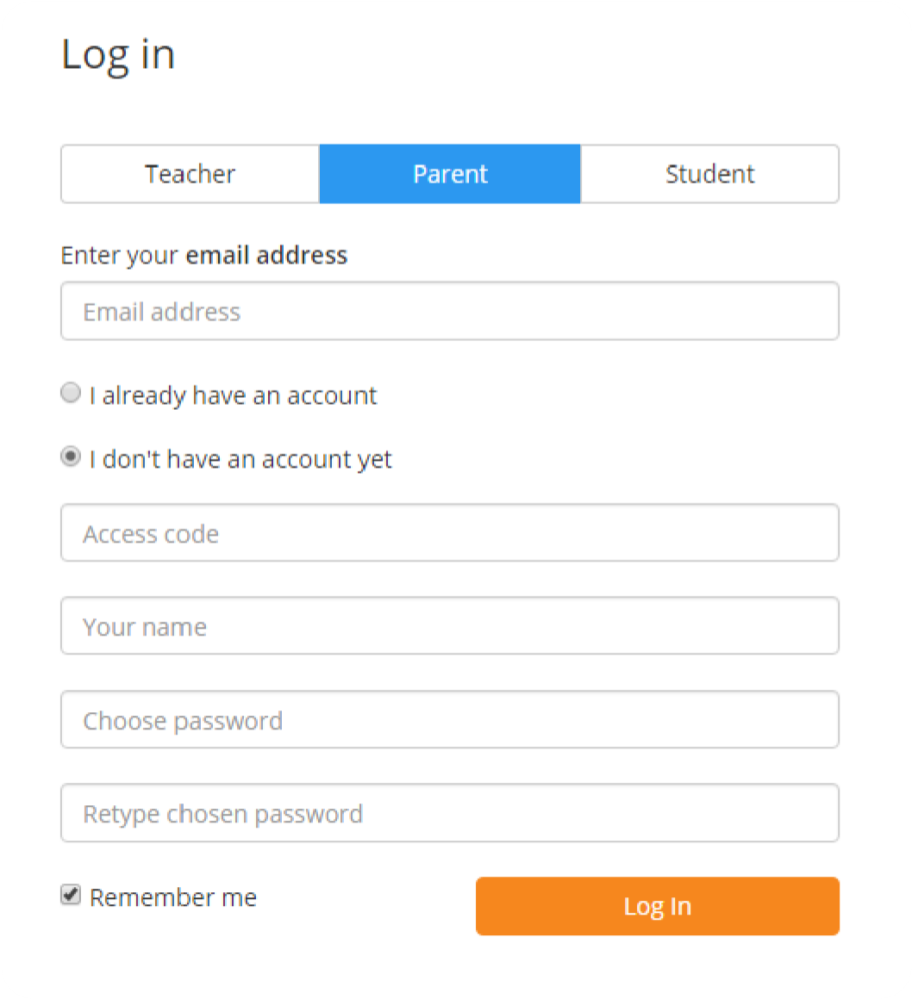 Log in
Teacher Parent Student
Enter your email address
Email address
I already have an account
I don't have an account yet
Access code
Your name
Choose password
Retype chosen password
Remember me Log In